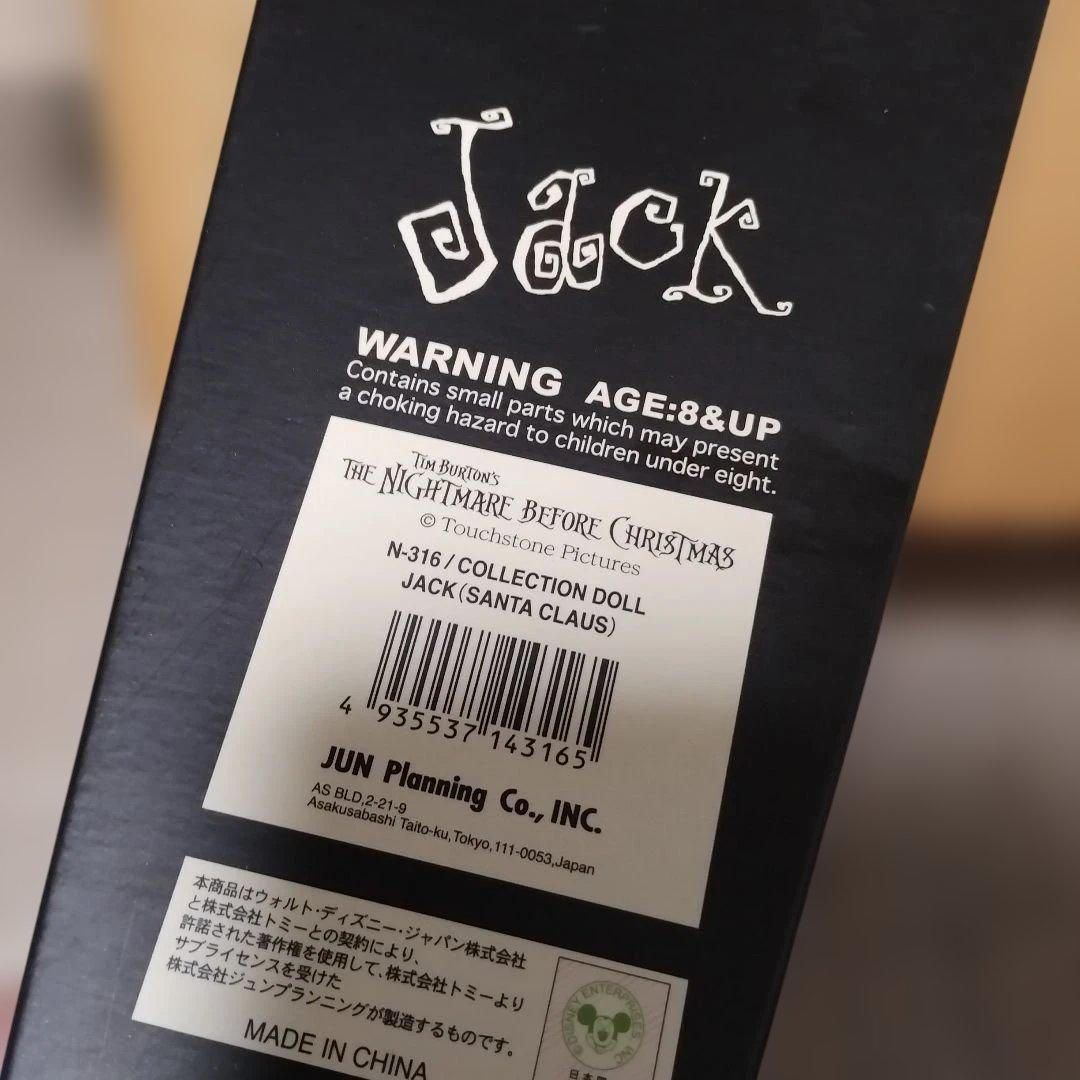 Jack
WARNING AGE:8&UP
Contains small parts which may present
a choking hazard to children under eight.
TIM BURTON'S
THE NIGHTMARE BEFORE CHRISTMAS
© Touchstone Pictures
N-316 / COLLECTION DOLL
JACK (SANTA CLAUS)
4 935537 143165
JUN Planning Co., INC.
AS BLD,2-21-9
Asakusabashi Taito-ku,Tokyo,111-0053,Japan
本商品はウォルト・ディズニー・ジャパン株式会社
と株式会社トミーとの契約により、
許諾された著作権を使用して、株式会社トミーより
サブライセンスを受けた
株式会社ジュンプランニングが製造するものです。
MADE IN CHINA
©DISNEY ENTERPRISES INC
日本